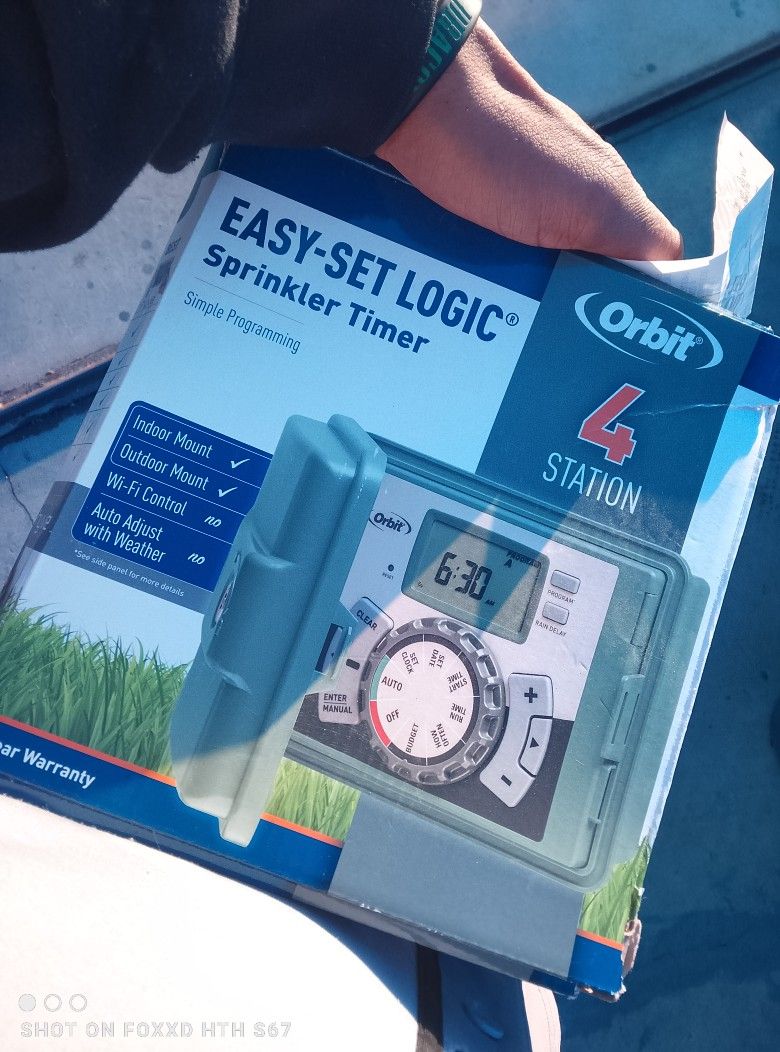 EASY-SET LOGIC®
Sprinkler Timer
Simple Programming
Orbit®
4
STATION
Indoor Mount ✓
Outdoor Mount ✓
Wi-Fi Control no
Auto Adjust
with Weather no
*See side panel for more details
Orbit
RESET
PROGRAM
A
6:30
AM
PROGRAM
RAIN DELAY
CLEAR
ENTER
MANUAL
SET
CLOCK
SET
DATE
START
TIME
RUN
TIME
HOW
OFTEN
BUDGET
OFF
AUTO
+
-
ear Warranty
SHOT ON FOXXD HTH S67